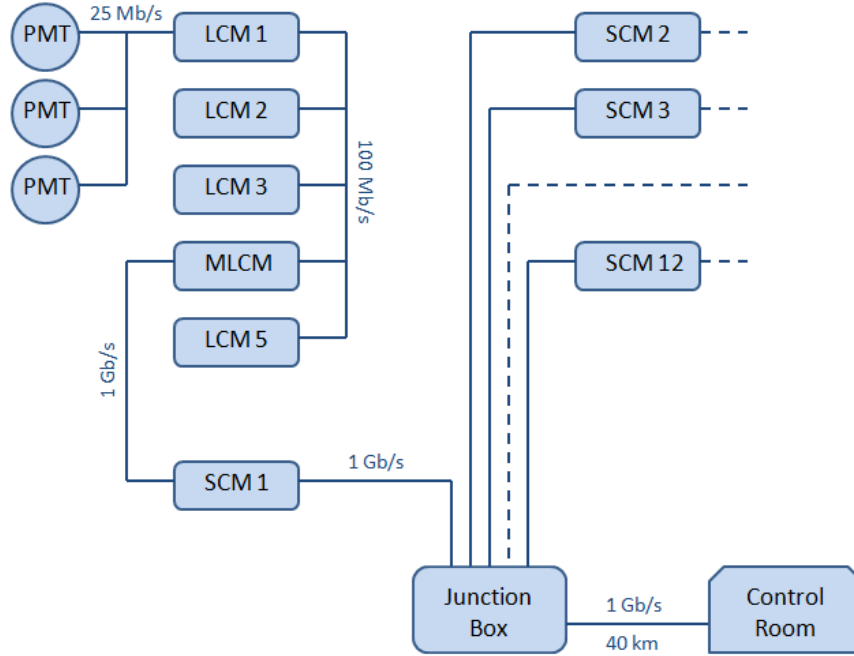 25 Mb/s
PMT
LCM 1
SCM 2
PMT
LCM 2
SCM 3
PMT
LCM 3
100 Mb/s
MLCM
SCM 12
LCM 5
1 Gb/s
SCM 1
1 Gb/s
Junction
Box
1 Gb/s
40 km
Control
Room